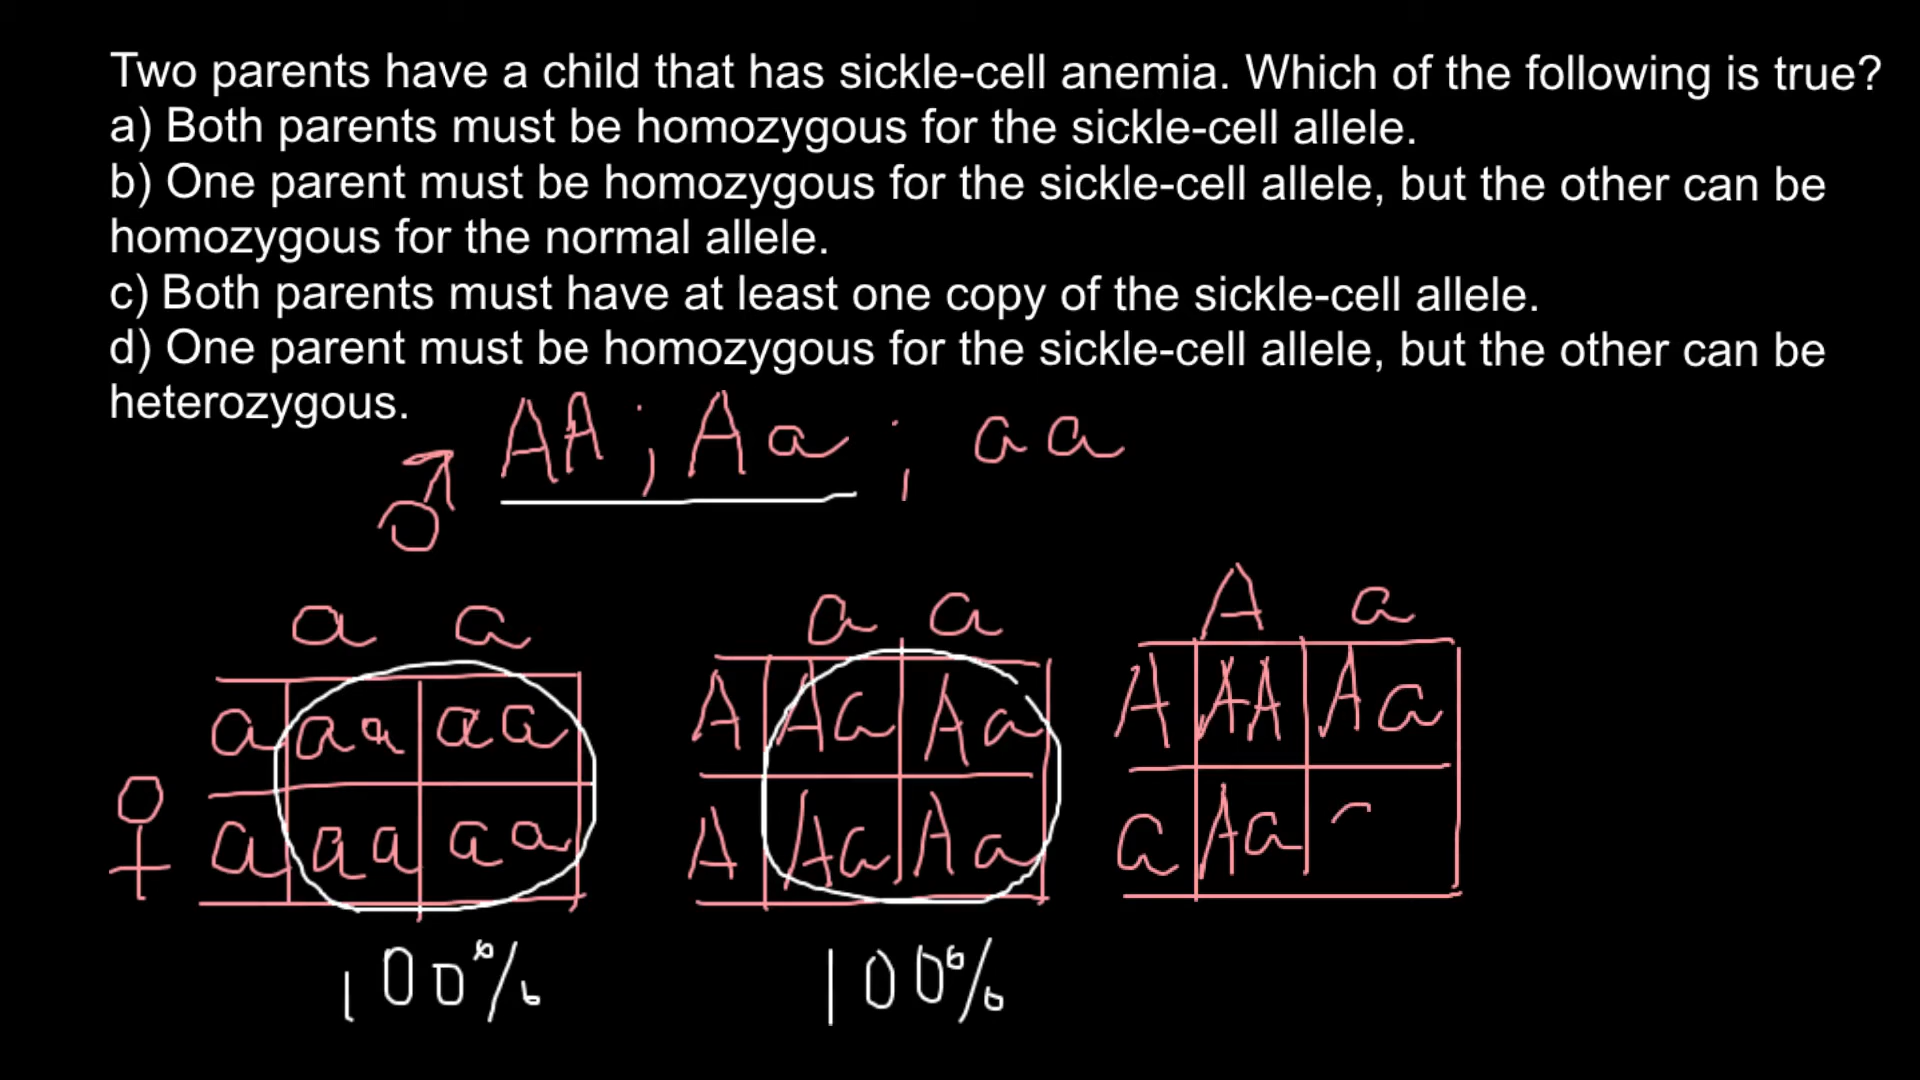 Two parents have a child that has sickle-cell anemia. Which of the following is true?
a) Both parents must be homozygous for the sickle-cell allele.
b) One parent must be homozygous for the sickle-cell allele, but the other can be
homozygous for the normal allele.
c) Both parents must have at least one copy of the sickle-cell allele.
d) One parent must be homozygous for the sickle-cell allele, but the other can be
heterozygous.
♂ AA ; Aa ; aa
a a a a A a
a aa aa A Aa Aa A AA Aa
♀ a aa aa A Aa Aa a Aa
100% 100%